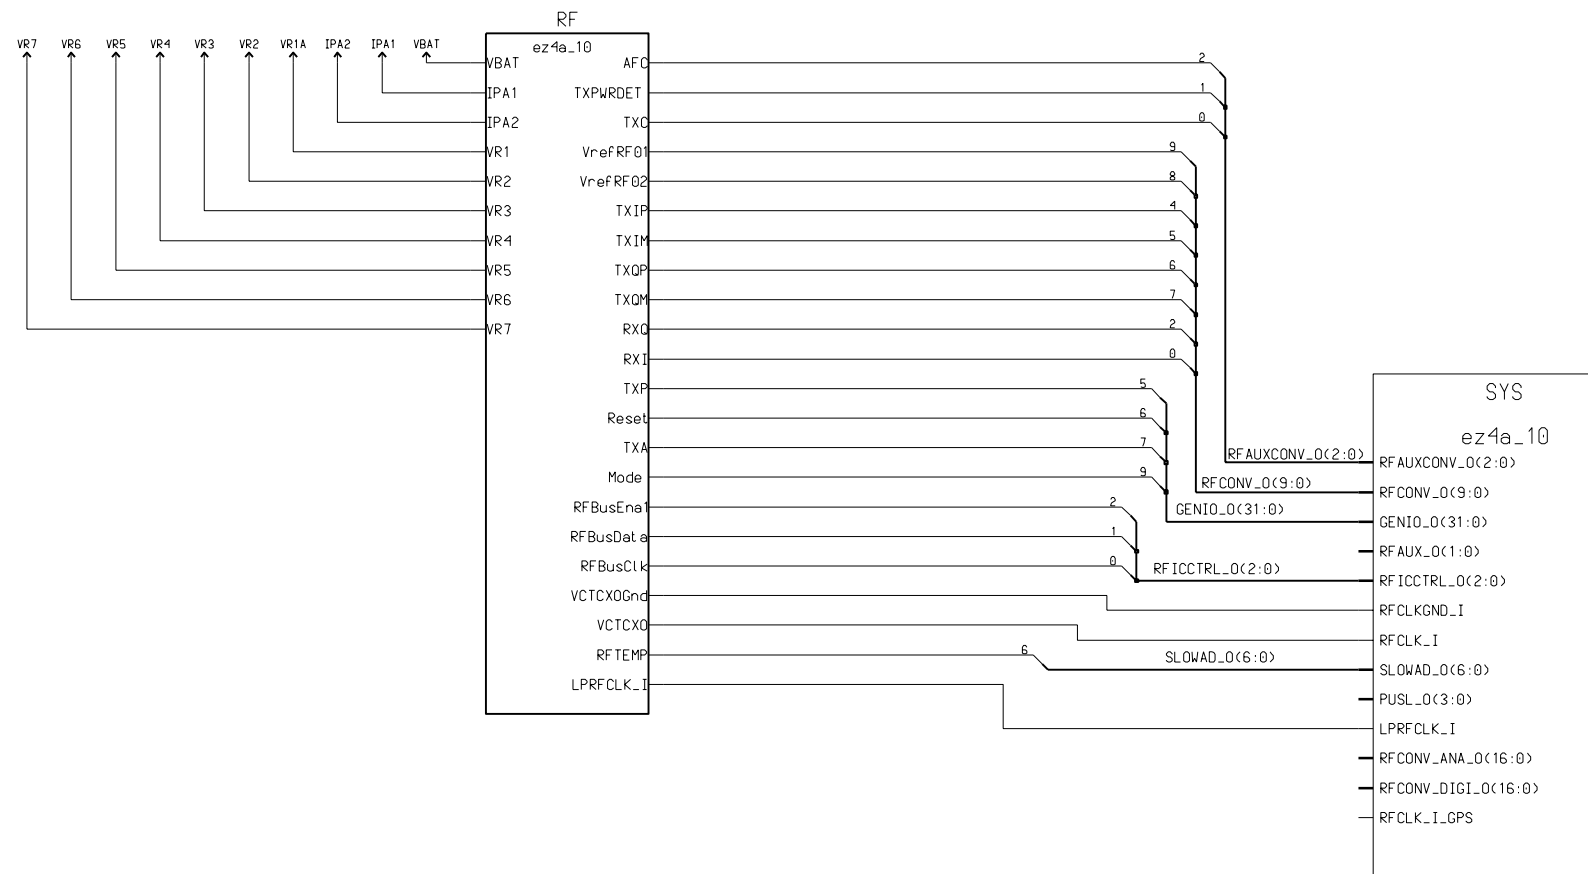 RF
ez4a_10
VR7 VR6 VR5 VR4 VR3 VR2 VR1A IPA2 IPA1 VBAT
VBAT AFC 2
IPA1 TXPWRDET 1
IPA2 TXC 0
VR1 VrefRF01 9
VR2 VrefRF02 8
VR3 TXIP 4
VR4 TXIM 5
VR5 TXQP 6
VR6 TXQM 7
VR7 RXQ 2
RXI 0
TXP 5
Reset 6
TXA 7
Mode 9
RFBusEna1 2
RFBusData 1
RFBusClk 0
VCTCXOGnd
VCTCXO
RFTEMP 6
LPRFCLK_I
SYS
ez4a_10
RFAUXCONV_O(2:0) RFAUXCONV_O(2:0)
RFCONV_O(9:0) RFCONV_O(9:0)
GENIO_O(31:0) GENIO_O(31:0)
RFAUX_O(1:0)
RFICCTRL_O(2:0) RFICCTRL_O(2:0)
RFCLKGND_I
RFCLK_I
SLOWAD_O(6:0) SLOWAD_O(6:0)
PUSL_O(3:0)
LPRFCLK_I
RFCONV_ANA_O(16:0)
RFCONV_DIGI_O(16:0)
RFCLK_I_GPS